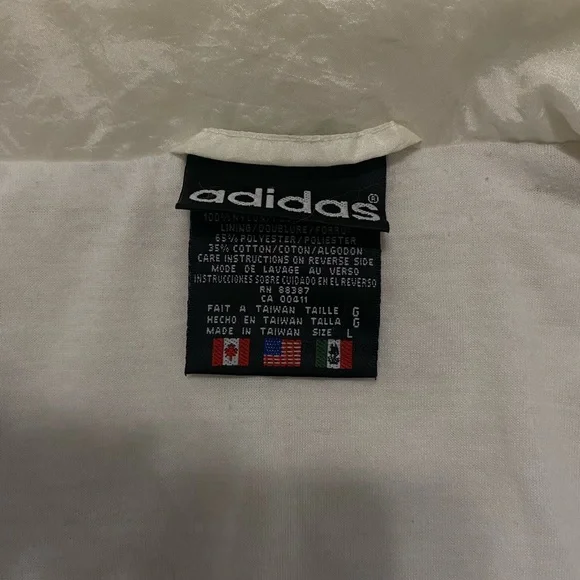 adidas®
100% NYLON
LINING/DOUBLURE/FORRO
65% POLYESTER/POLIESTER
35% COTTON/COTON/ALGODON
CARE INSTRUCTIONS ON REVERSE SIDE
MODE DE LAVAGE AU VERSO
INSTRUCCIONES SOBRE CUIDADO EN EL REVERSO
RN 88387
CA 00411
FAIT A TAIWAN TAILLE G
HECHO EN TAIWAN TALLA G
MADE IN TAIWAN SIZE L